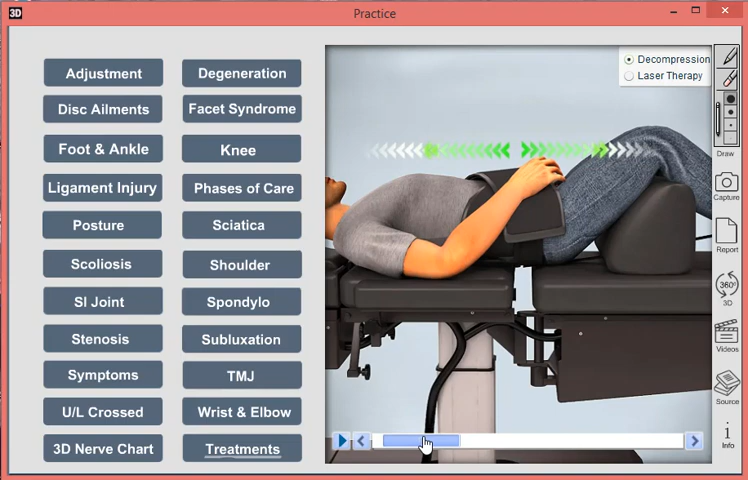 3D
Practice
Adjustment
Degeneration
Disc Ailments
Facet Syndrome
Foot & Ankle
Knee
Ligament Injury
Phases of Care
Posture
Sciatica
Scoliosis
Shoulder
SI Joint
Spondylo
Stenosis
Subluxation
Symptoms
TMJ
U/L Crossed
Wrist & Elbow
3D Nerve Chart
Treatments
Decompression
Laser Therapy
Draw
Capture
Report
360°
3D
Videos
Source
i
Info